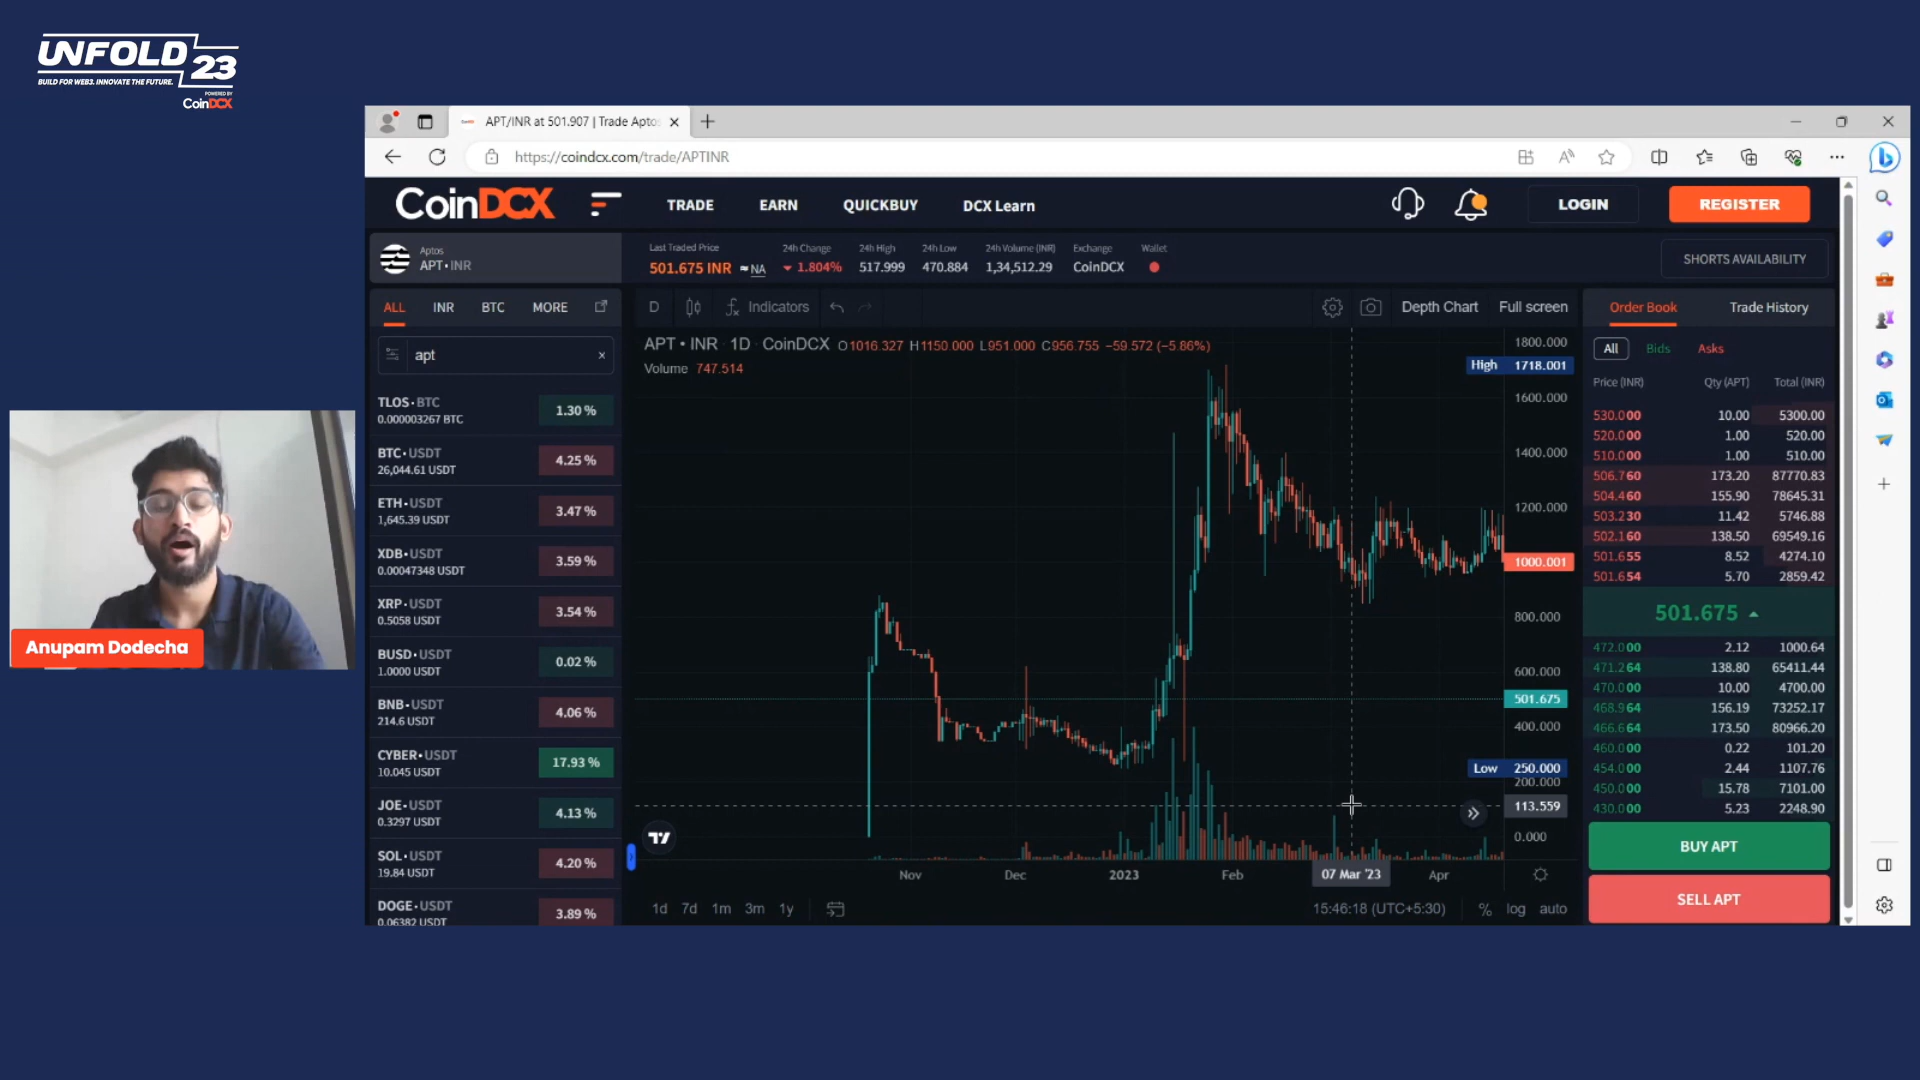 UNFOLD 23
BUILD FOR WEB3. INNOVATE THE FUTURE.
POWERED BY
CoinDCX
APT/INR at 501.907 | Trade Aptos
https://coindcx.com/trade/APTINR
CoinDCX
TRADE
EARN
QUICKBUY
DCX Learn
LOGIN
REGISTER
Aptos
APT•INR
Last Traded Price
501.675 INR ≈ NA
24h Change
1.804%
24h High
517.999
24h Low
470.884
24h Volume (INR)
1,34,512.29
Exchange
CoinDCX
Wallet
SHORTS AVAILABILITY
ALL INR BTC MORE
apt
TLOS•BTC
0.000003267 BTC
1.30 %
BTC•USDT
26,044.61 USDT
4.25 %
ETH•USDT
1,645.39 USDT
3.47 %
XDB•USDT
0.00047348 USDT
3.59 %
XRP•USDT
0.5058 USDT
3.54 %
BUSD•USDT
1.0000 USDT
0.02 %
BNB•USDT
214.6 USDT
4.06 %
CYBER•USDT
10.045 USDT
17.93 %
JOE•USDT
0.3297 USDT
4.13 %
SOL•USDT
19.84 USDT
4.20 %
DOGE•USDT
0.06382 USDT
3.89 %
D
Indicators
Depth Chart
Full screen
APT • INR 1D CoinDCX O1016.327 H1150.000 L951.000 C956.755 −59.572 (−5.86%)
Volume 747.514
1800.000
High 1718.001
1600.000
1400.000
1200.000
1000.001
800.000
600.000
501.675
400.000
Low 250.000
200.000
113.559
0.000
Nov Dec 2023 Feb 07 Mar '23 Apr
1d 7d 1m 3m 1y
15:46:18 (UTC+5:30) % log auto
Order Book
Trade History
All Bids Asks
Price (INR) Qty (APT) Total (INR)
530.000 10.00 5300.00
520.000 1.00 520.00
510.000 1.00 510.00
506.760 173.20 87770.83
504.460 155.90 78645.31
503.230 11.42 5746.88
502.160 138.50 69549.16
501.655 8.52 4274.10
501.654 5.70 2859.42
501.675
472.000 2.12 1000.64
471.264 138.80 65411.44
470.000 10.00 4700.00
468.964 156.19 73252.17
466.664 173.50 80966.20
460.000 0.22 101.20
454.000 2.44 1107.76
450.000 15.78 7101.00
430.000 5.23 2248.90
BUY APT
SELL APT
Anupam Dodecha